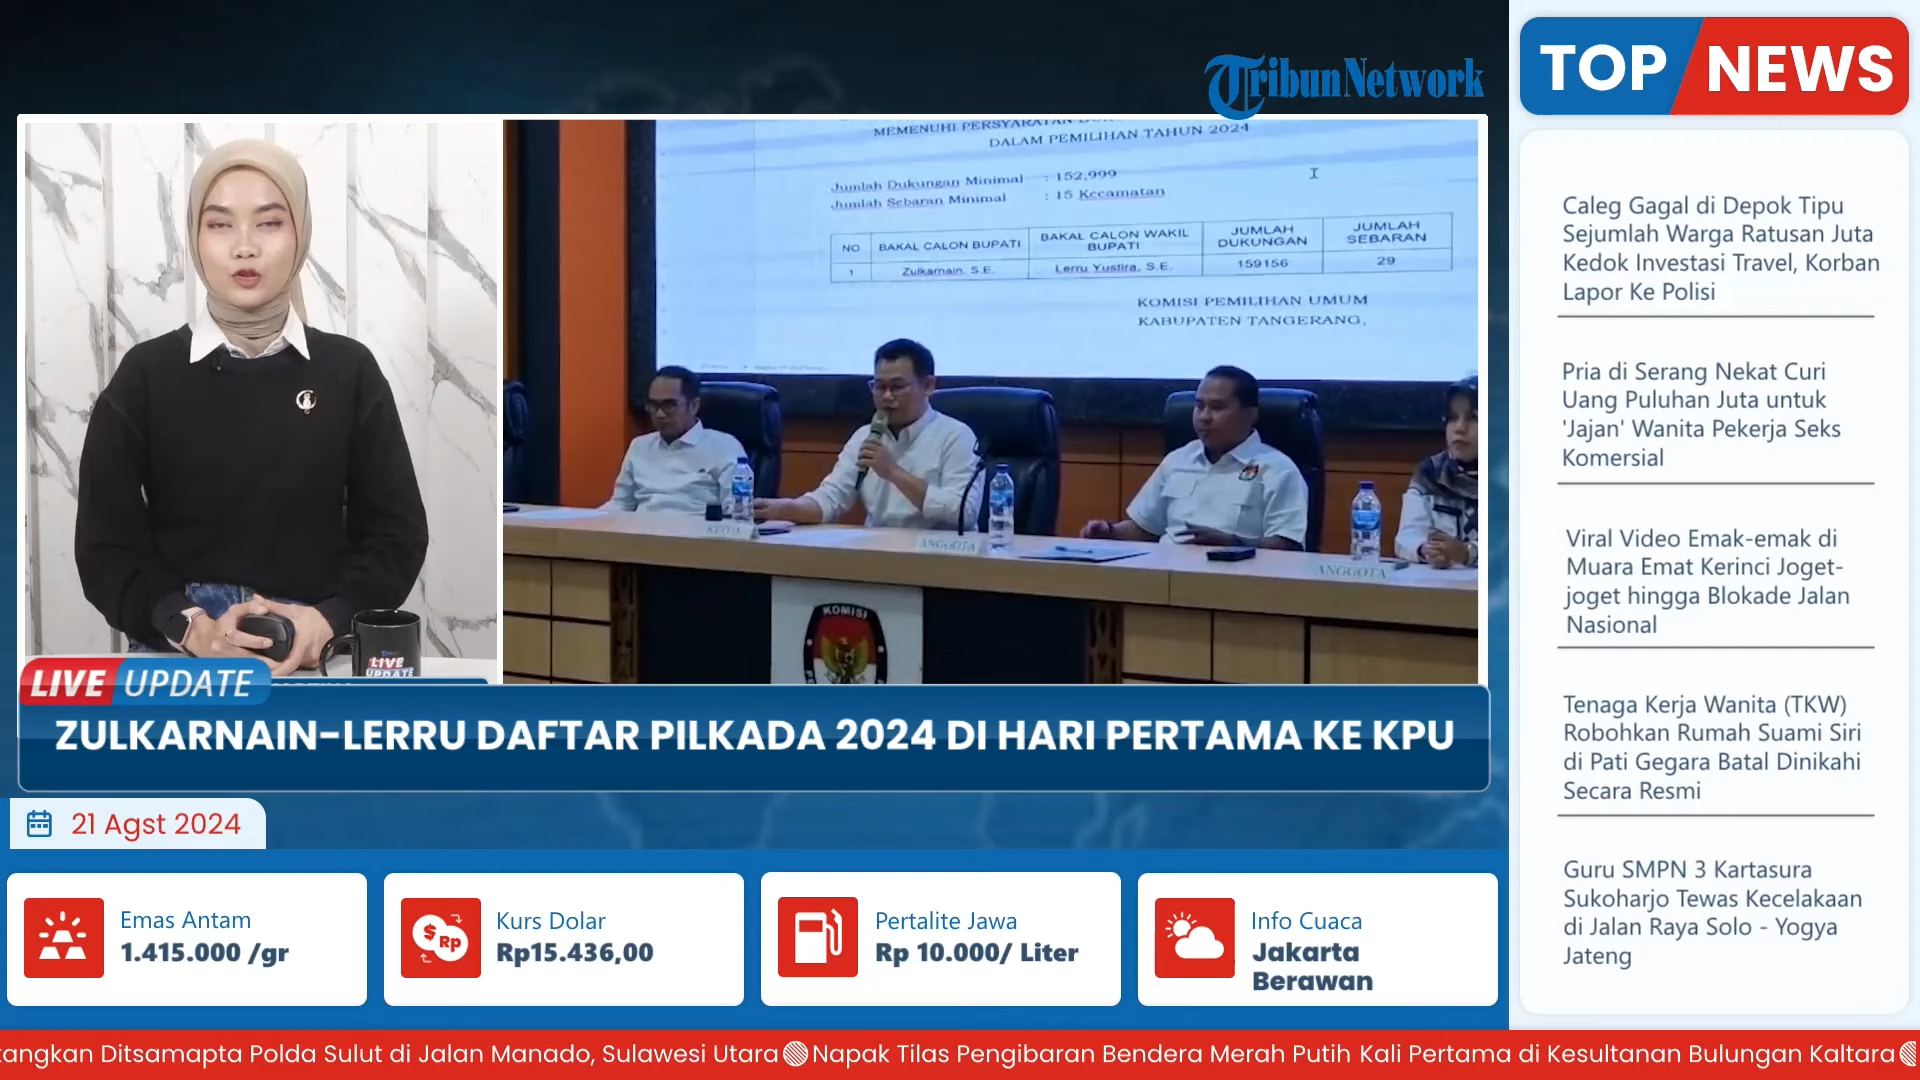 TribunNetwork
TOP NEWS
MEMENUHI PERSYARATAN
DALAM PEMILIHAN TAHUN 2024
Jumlah Dukungan Minimal : 152,999
Jumlah Sebaran Minimal : 15 Kecamatan
NO BAKAL CALON BUPATI BAKAL CALON WAKIL BUPATI JUMLAH DUKUNGAN JUMLAH SEBARAN
1 Zulkarnain, S.E. Lerru Yustira, S.E. 159156 29
KOMISI PEMILIHAN UMUM
KABUPATEN TANGERANG,
KETUA
ANGGOTA
ANGGOTA
KOMISI
LIVE
UPDATE
LIVE UPDATE
ZULKARNAIN-LERRU DAFTAR PILKADA 2024 DI HARI PERTAMA KE KPU
21 Agst 2024
Emas Antam
1.415.000 /gr
Kurs Dolar
Rp15.436,00
Pertalite Jawa
Rp 10.000/ Liter
Info Cuaca
Jakarta
Berawan
Caleg Gagal di Depok Tipu
Sejumlah Warga Ratusan Juta
Kedok Investasi Travel, Korban
Lapor Ke Polisi
Pria di Serang Nekat Curi
Uang Puluhan Juta untuk
'Jajan' Wanita Pekerja Seks
Komersial
Viral Video Emak-emak di
Muara Emat Kerinci Joget-
joget hingga Blokade Jalan
Nasional
Tenaga Kerja Wanita (TKW)
Robohkan Rumah Suami Siri
di Pati Gegara Batal Dinikahi
Secara Resmi
Guru SMPN 3 Kartasura
Sukoharjo Tewas Kecelakaan
di Jalan Raya Solo - Yogya
Jateng
tangkan Ditsamapta Polda Sulut di Jalan Manado, Sulawesi Utara Napak Tilas Pengibaran Bendera Merah Putih Kali Pertama di Kesultanan Bulungan Kaltara